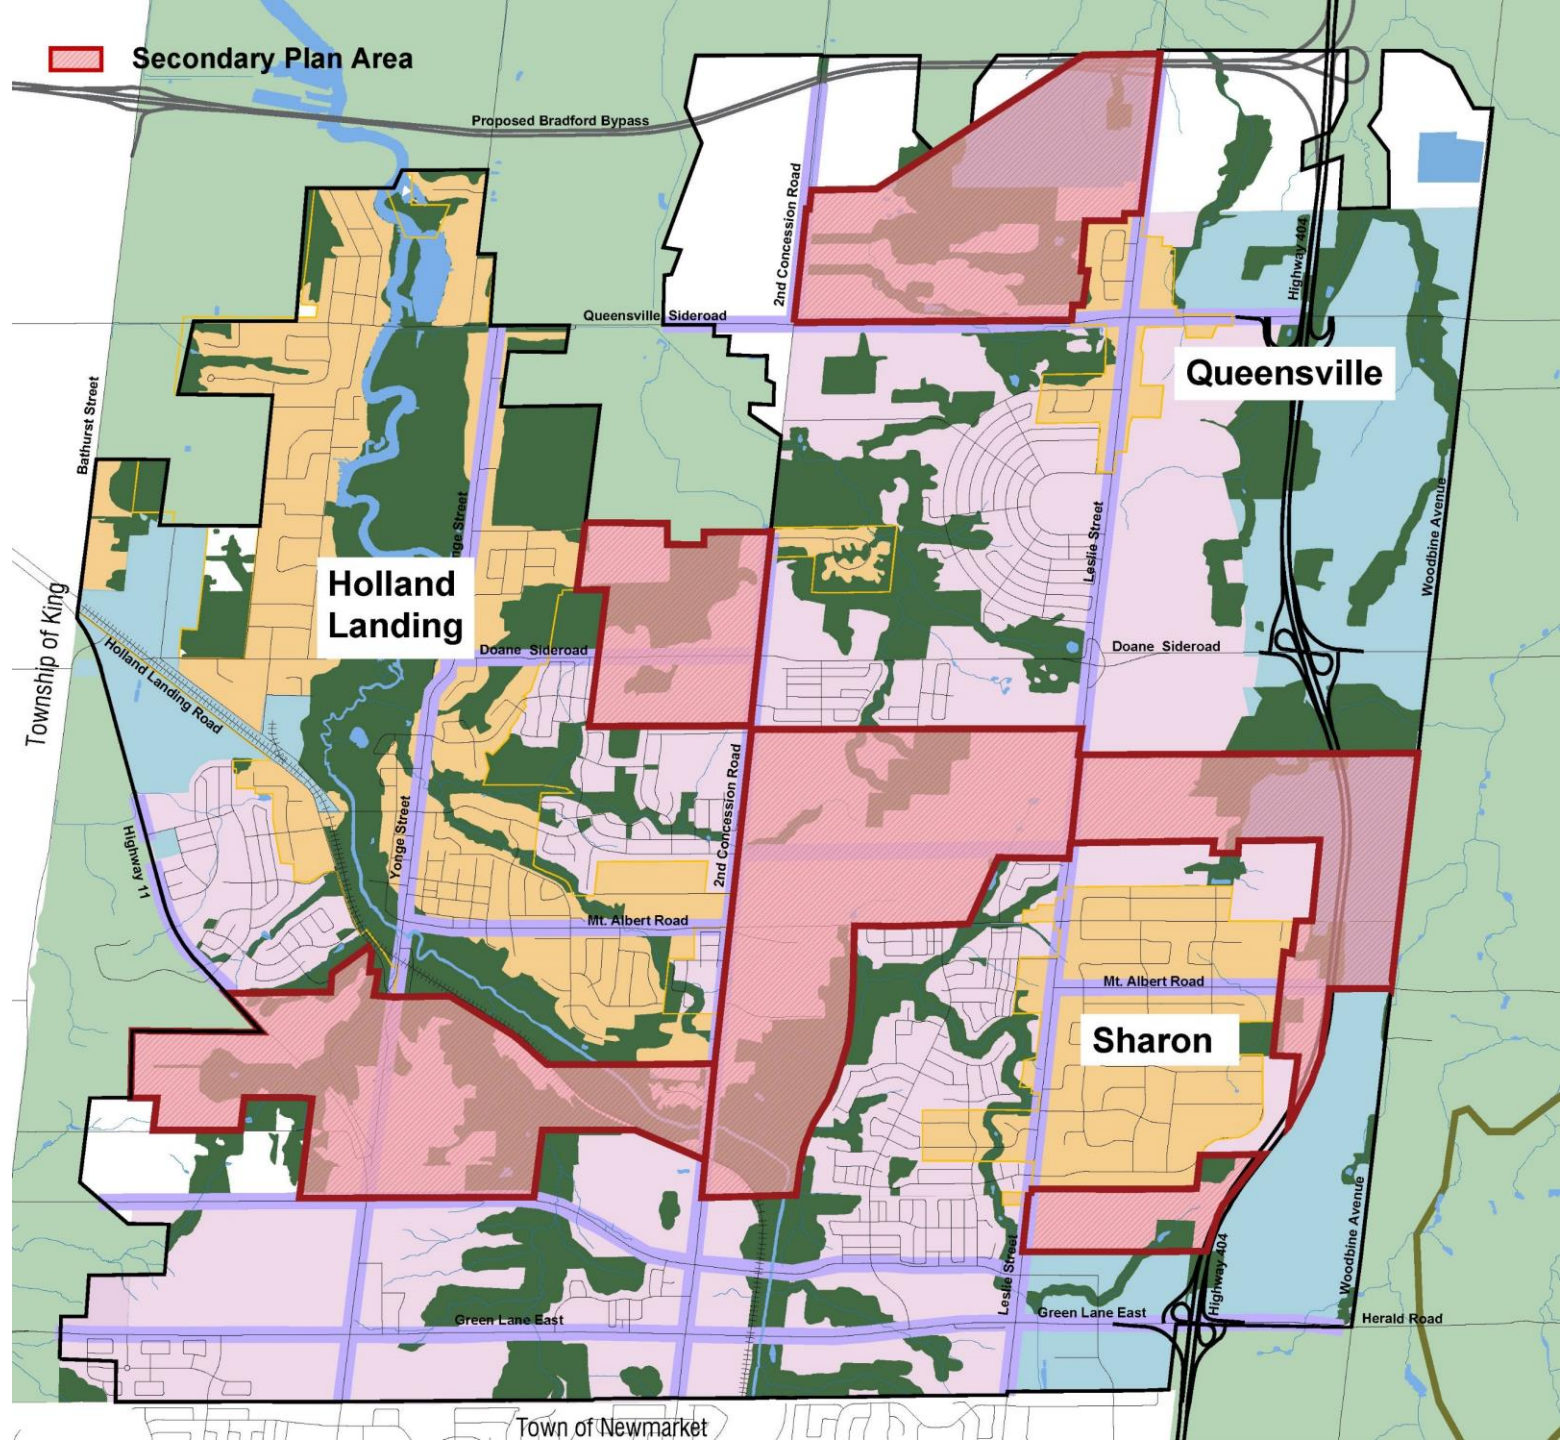 Secondary Plan Area
Proposed Bradford Bypass
2nd Concession Road
Highway 404
Queensville Sideroad
Queensville
Bathurst Street
Woodbine Avenue
Leslie Street
Holland
Landing
Township of King
Doane Sideroad
Doane Sideroad
Holland Landing Road
2nd Concession Road
Yonge Street
Highway 11
Mt. Albert Road
Mt. Albert Road
Sharon
Woodbine Avenue
Leslie Street
Highway 404
Green Lane East
Green Lane East
Herald Road
Town of Newmarket